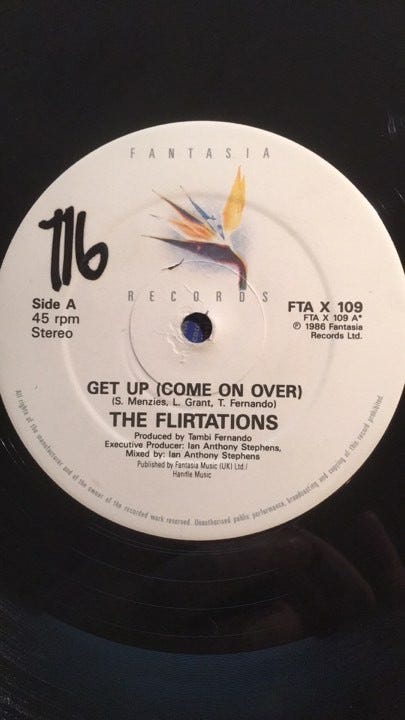 FANTASIA
116
RECORDS
Side A
45 rpm
Stereo
FTA X 109
FTA X 109 A*
℗ 1986 Fantasia
Records Ltd.
GET UP (COME ON OVER)
(S. Menzies, L. Grant, T. Fernando)
THE FLIRTATIONS
Produced by Tambi Fernando
Executive Producer: Ian Anthony Stephens,
Mixed by: Ian Anthony Stephens
Published by Fantasia Music (UK) Ltd./
Handle Music
All rights of the manufacturer and of the owner of the recorded work reserved. Unauthorised public performance, broadcasting and copying of this record prohibited.